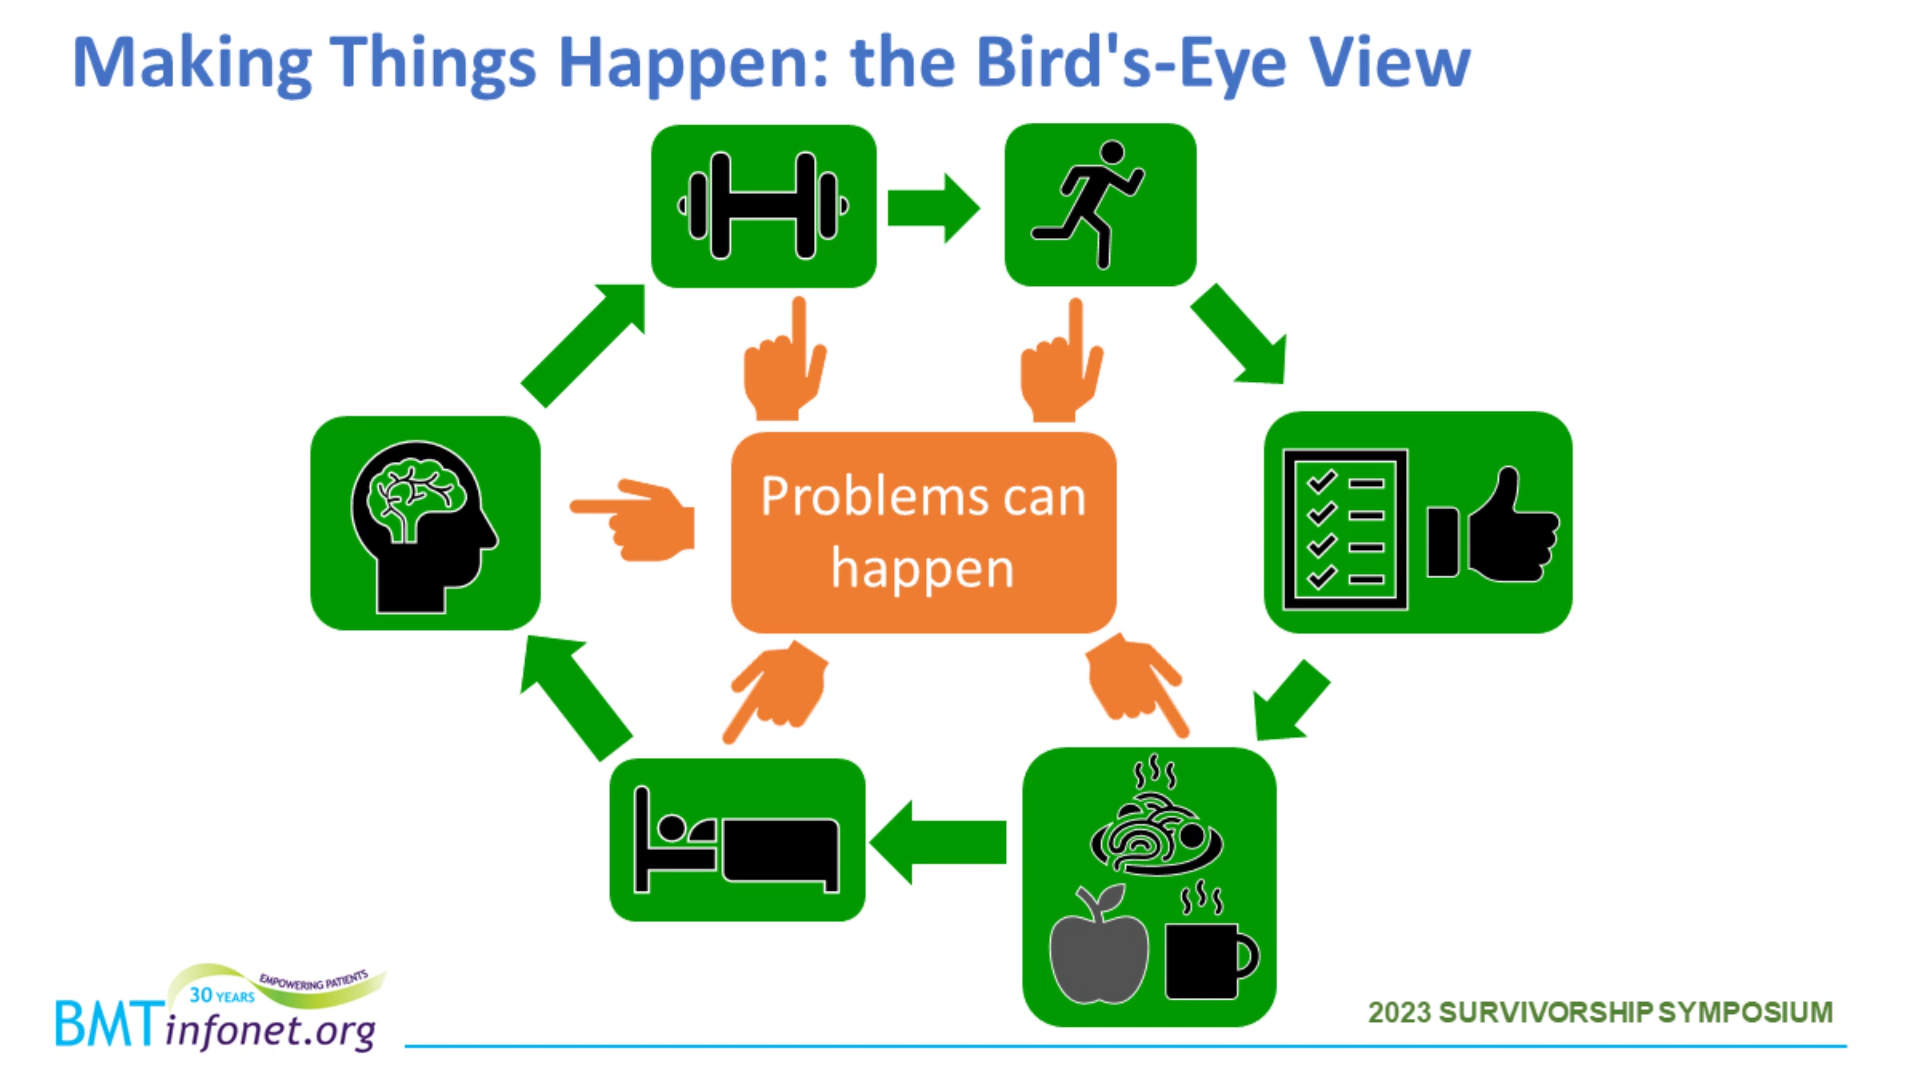 Making Things Happen: the Bird's-Eye View
Problems can
happen
EMPOWERING PATIENTS
30 YEARS
BMTinfonet.org
2023 SURVIVORSHIP SYMPOSIUM